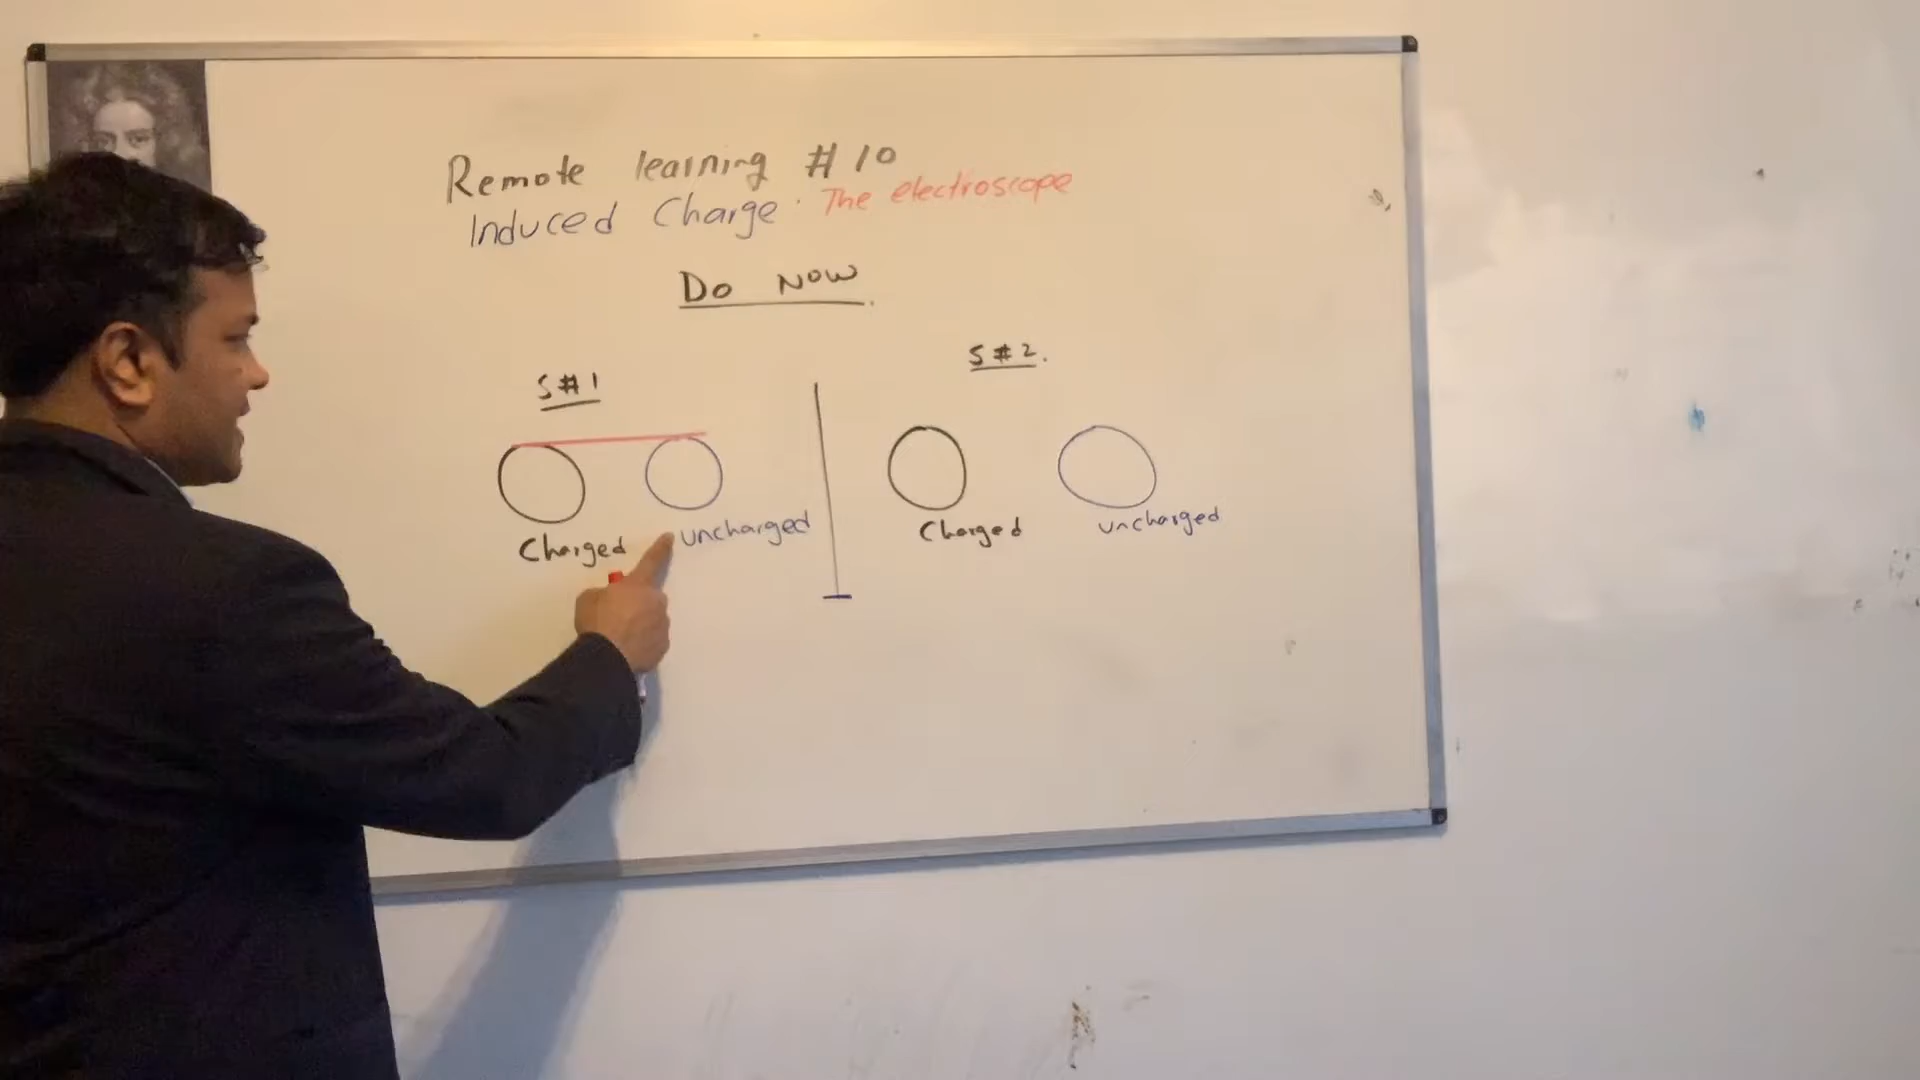 Remote learning #10
Induced Charge. The electroscope
Do Now.
S#1
S#2.
Charged uncharged
Charged uncharged